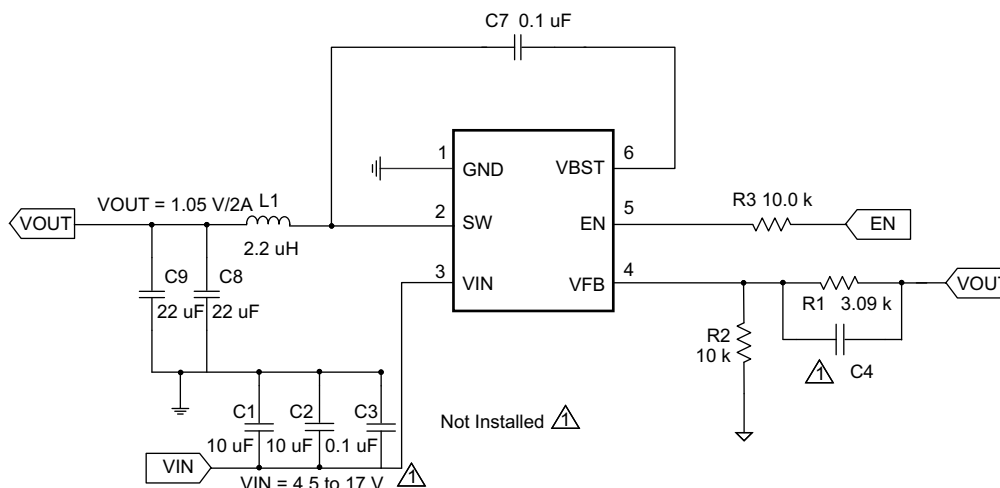 C7 0.1 uF
1
GND
VBST
6
VOUT
VOUT = 1.05 V/2A
L1
2.2 uH
2
SW
EN
5
R3 10.0 k
EN
3
VIN
VFB
4
C9
22 uF
C8
22 uF
R1 3.09 k
VOUT
R2
10 k
1
C4
C1
10 uF
C2
10 uF
C3
0.1 uF
Not Installed 1
VIN
VIN = 4.5 to 17 V
1